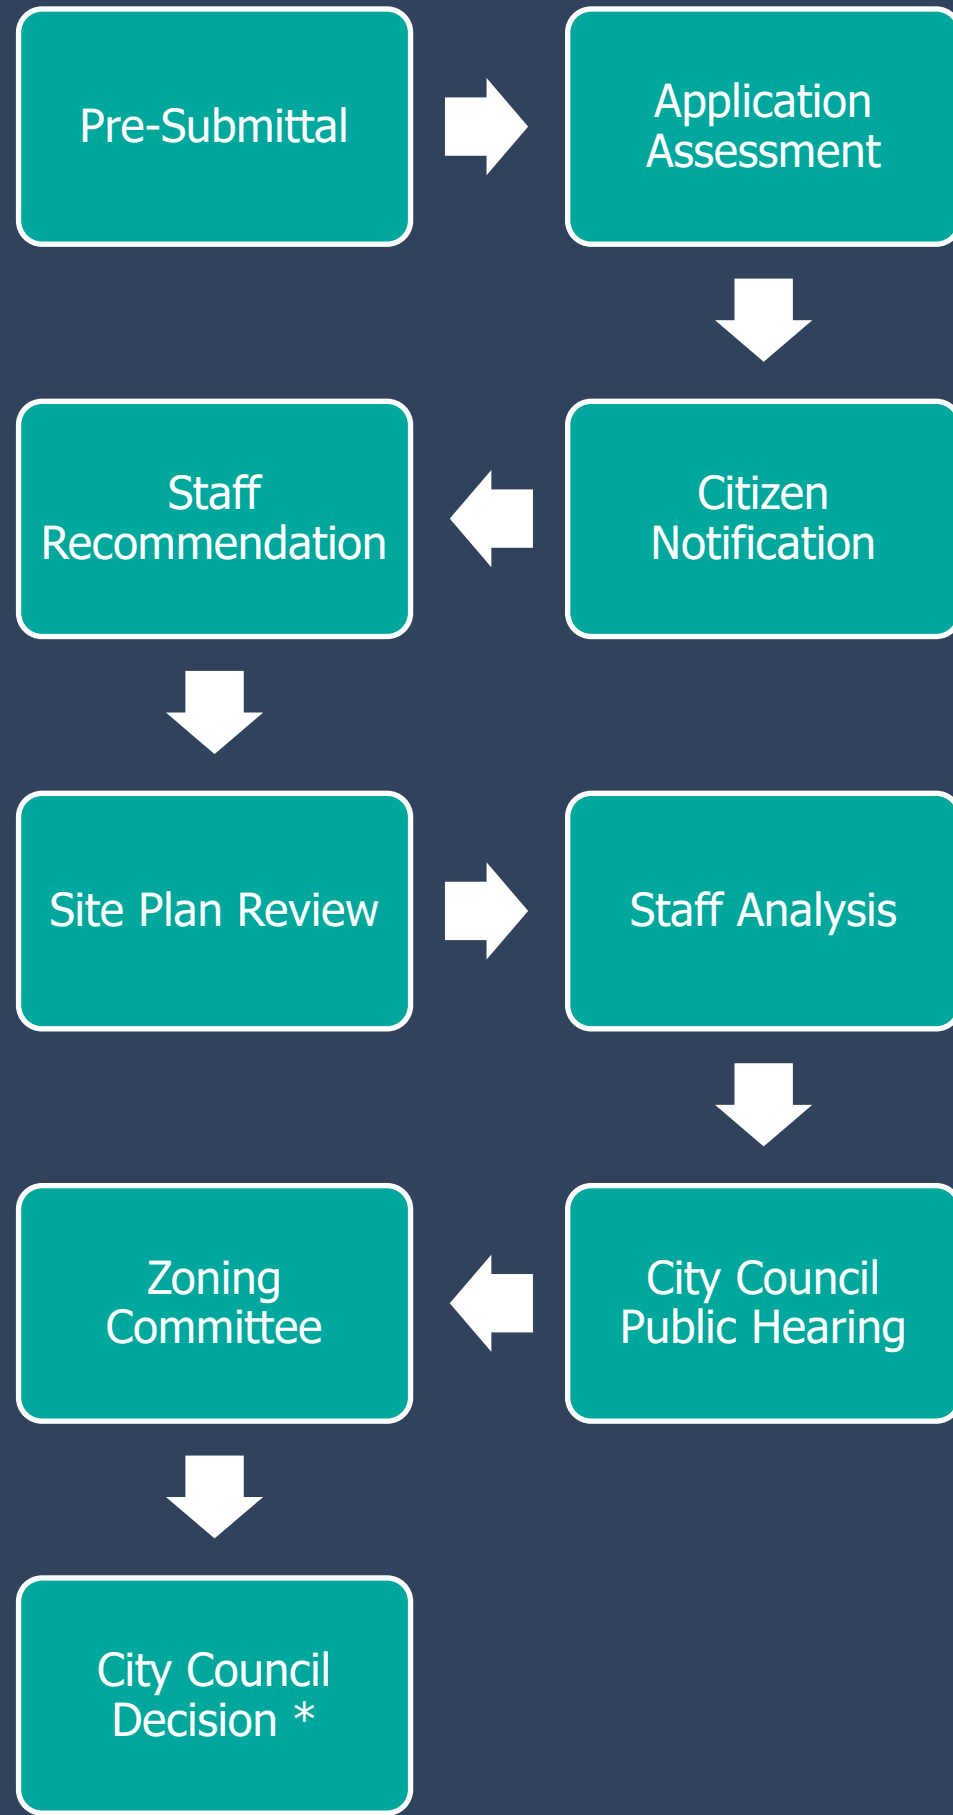 Pre-Submittal
Application
Assessment
Citizen
Notification
Staff
Recommendation
Site Plan Review
Staff Analysis
City Council
Public Hearing
Zoning
Committee
City Council
Decision *